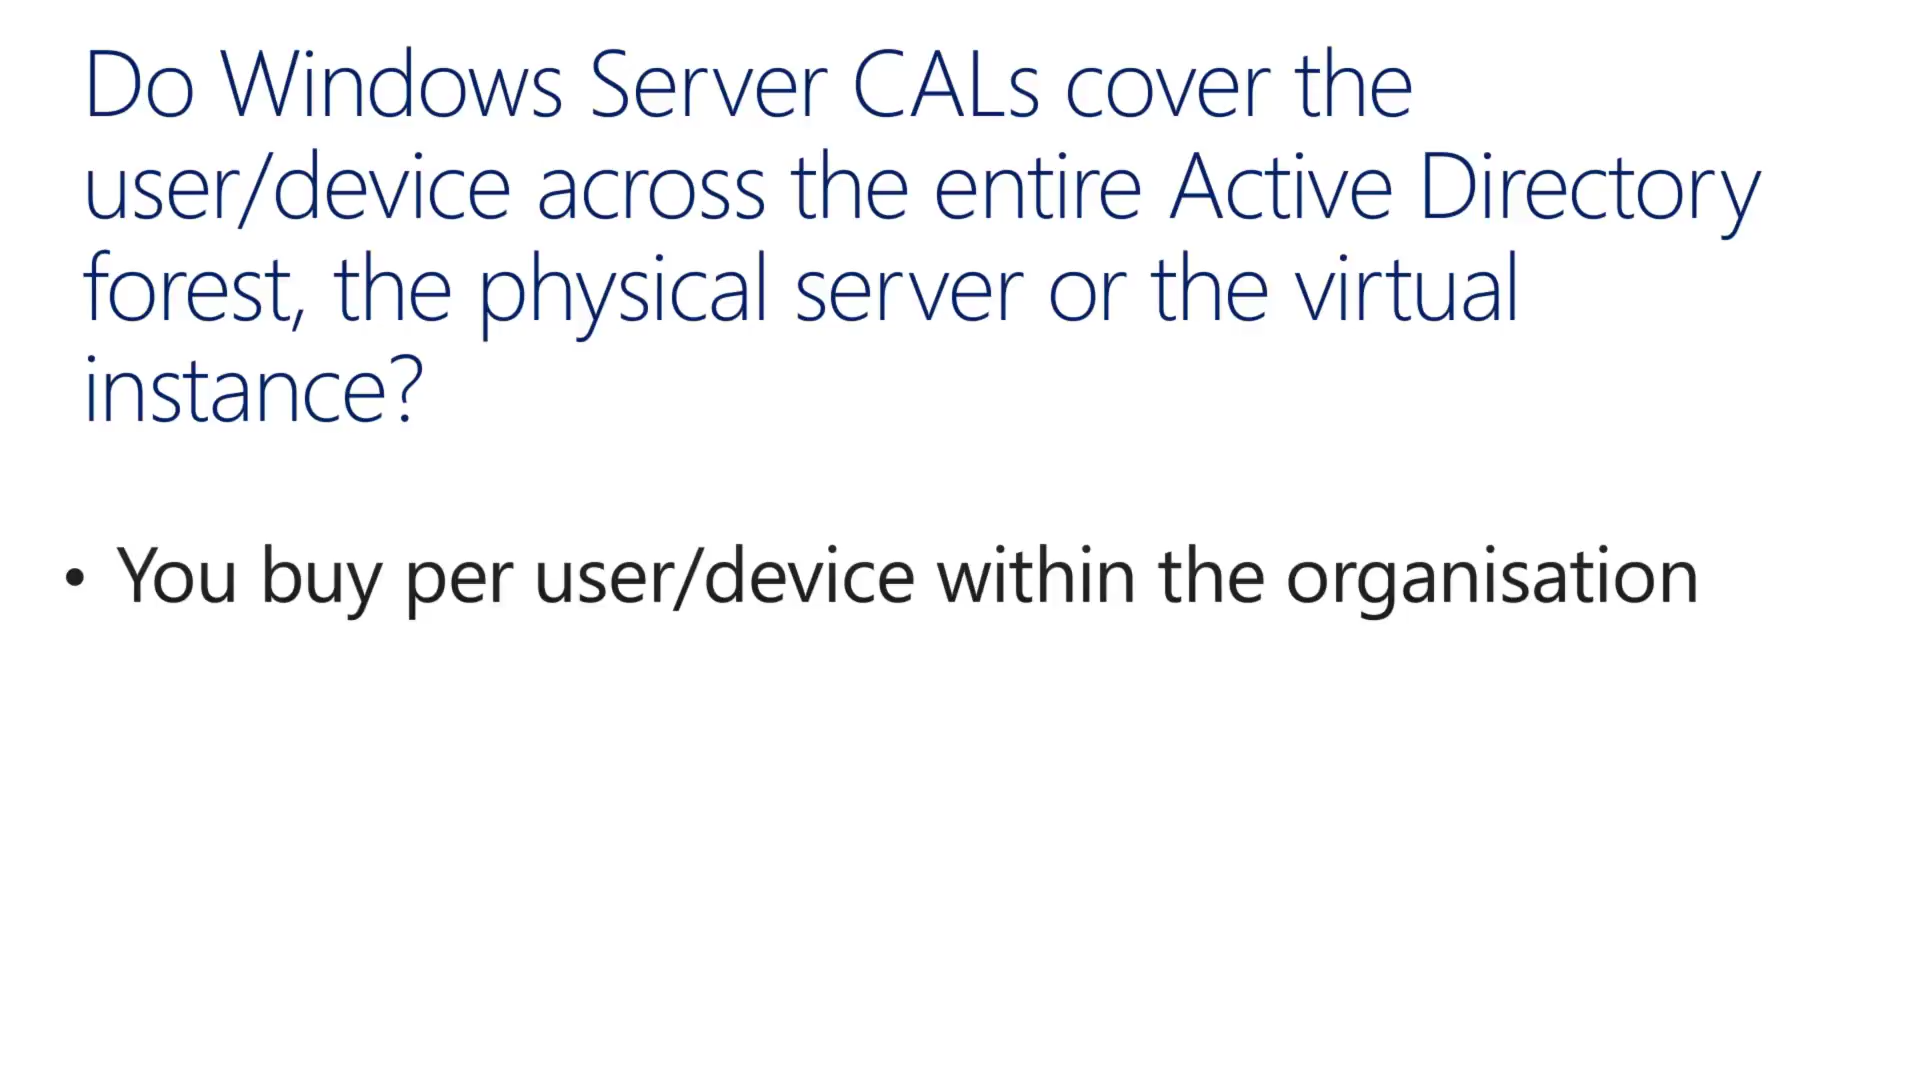 Do Windows Server CALs cover the
user/device across the entire Active Directory
forest, the physical server or the virtual
instance?
• You buy per user/device within the organisation